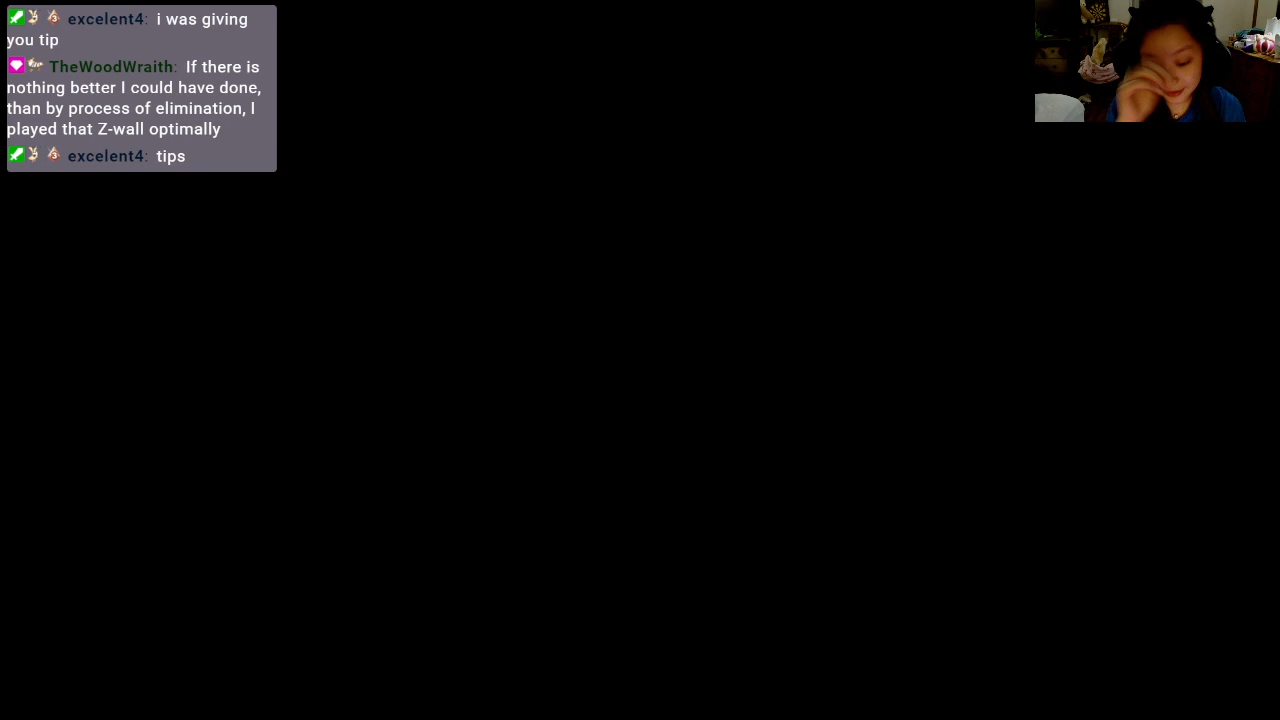 excelent4: i was giving
you tip
TheWoodWraith: If there is
nothing better I could have done,
than by process of elimination, I
played that Z-wall optimally
excelent4: tips